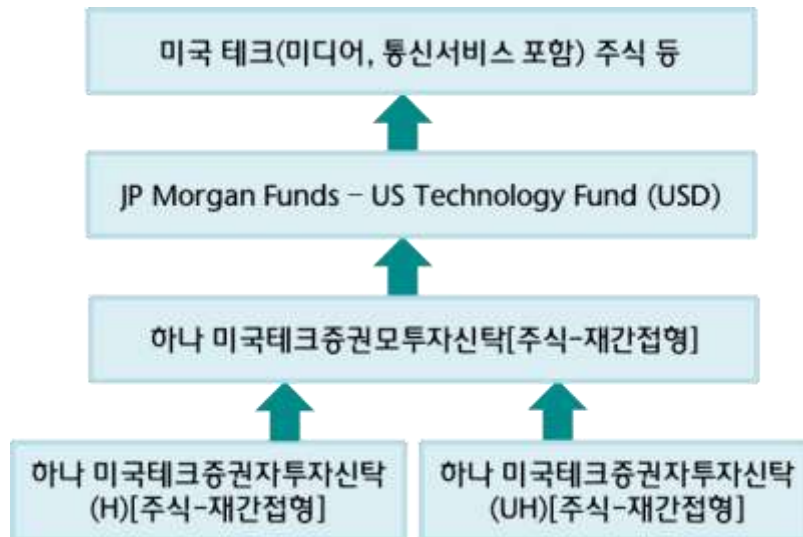 미국 테크(미디어, 통신서비스 포함) 주식 등
JP Morgan Funds – US Technology Fund (USD)
하나 미국테크증권모투자신탁[주식-재간접형]
하나 미국테크증권자투자신탁
(H)[주식-재간접형]
하나 미국테크증권자투자신탁
(UH)[주식-재간접형]